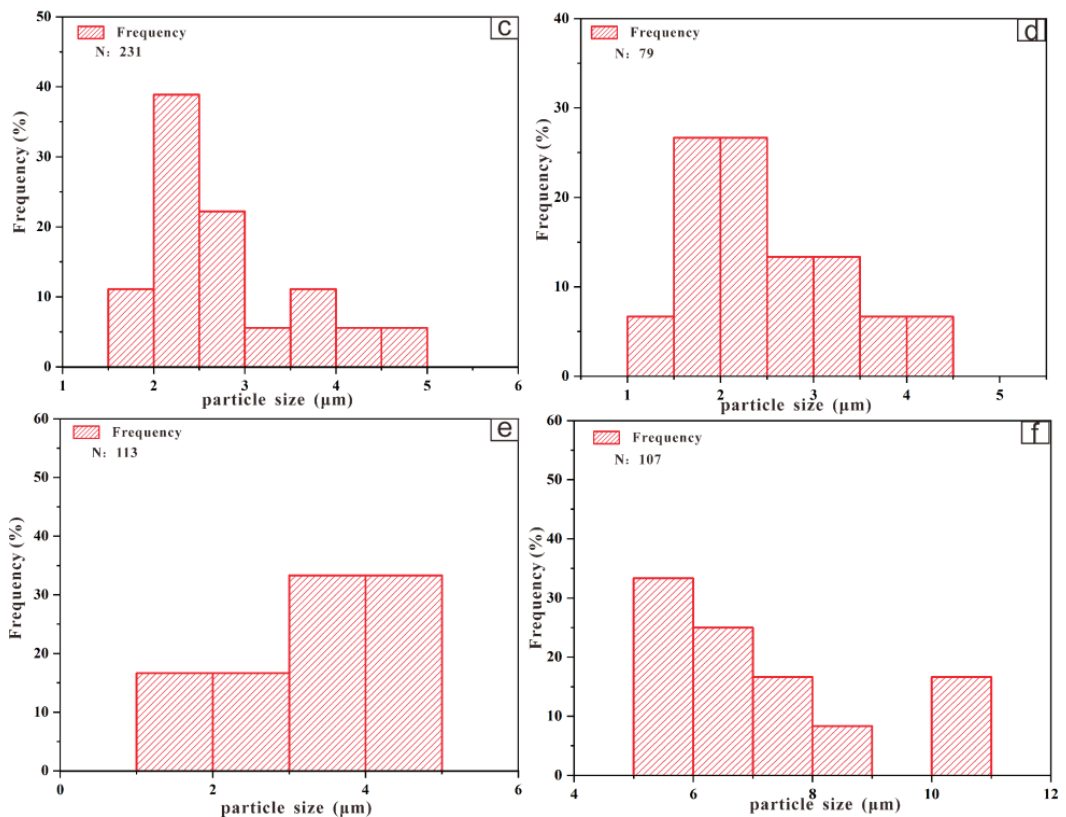 c
Frequency
N: 231
Frequency (%)
50
40
30
20
10
0
1 2 3 4 5 6
particle size (μm)
d
Frequency
N: 79
Frequency (%)
40
30
20
10
0
1 2 3 4 5
particle size (μm)
e
Frequency
N: 113
Frequency (%)
60
50
40
30
20
10
0
0 2 4 6
particle size (μm)
f
Frequency
N: 107
Frequency (%)
60
50
40
30
20
10
0
4 6 8 10 12
particle size (μm)